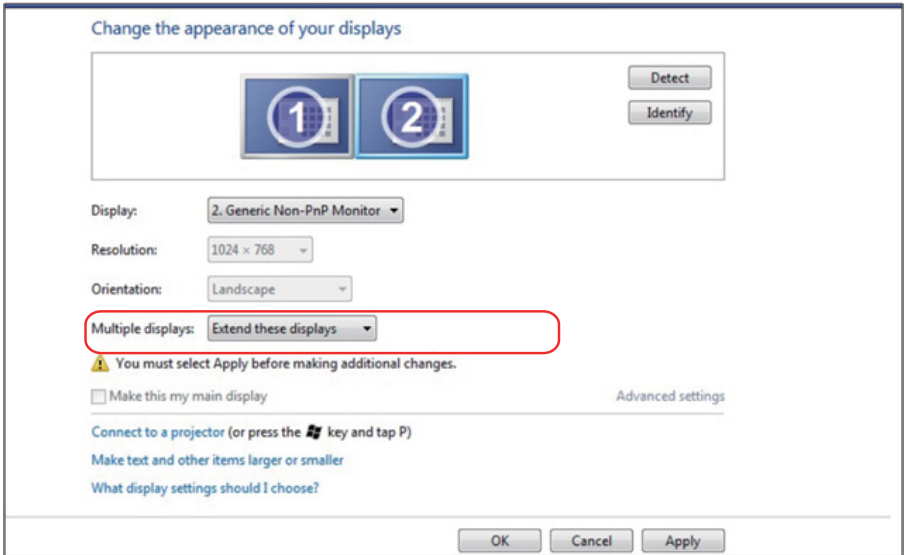 Change the appearance of your displays
1
2
Detect
Identify
Display: 2. Generic Non-PnP Monitor
Resolution: 1024 × 768
Orientation: Landscape
Multiple displays: Extend these displays
You must select Apply before making additional changes.
Make this my main display Advanced settings
Connect to a projector (or press the key and tap P)
Make text and other items larger or smaller
What display settings should I choose?
OK Cancel Apply